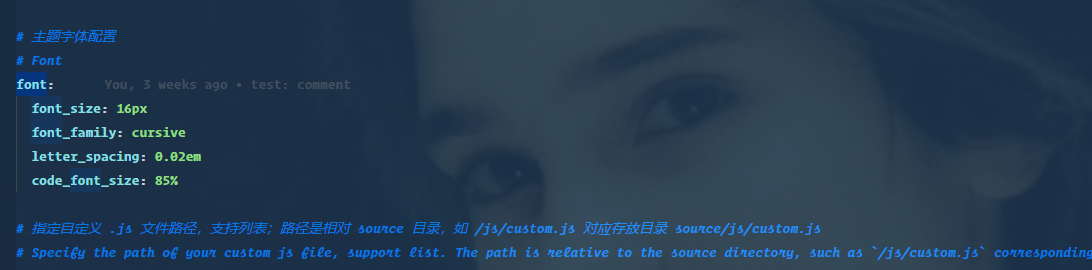 # 主题字体配置
# Font
font: You, 3 weeks ago • test: comment
  font_size: 16px
  font_family: cursive
  letter_spacing: 0.02em
  code_font_size: 85%
# 指定自定义 .js 文件路径，支持列表；路径是相对 source 目录，如 /js/custom.js 对应存放目录 source/js/custom.js
# Specify the path of your custom js file, support list. The path is relative to the source directory, such as `/js/custom.js` corresponding